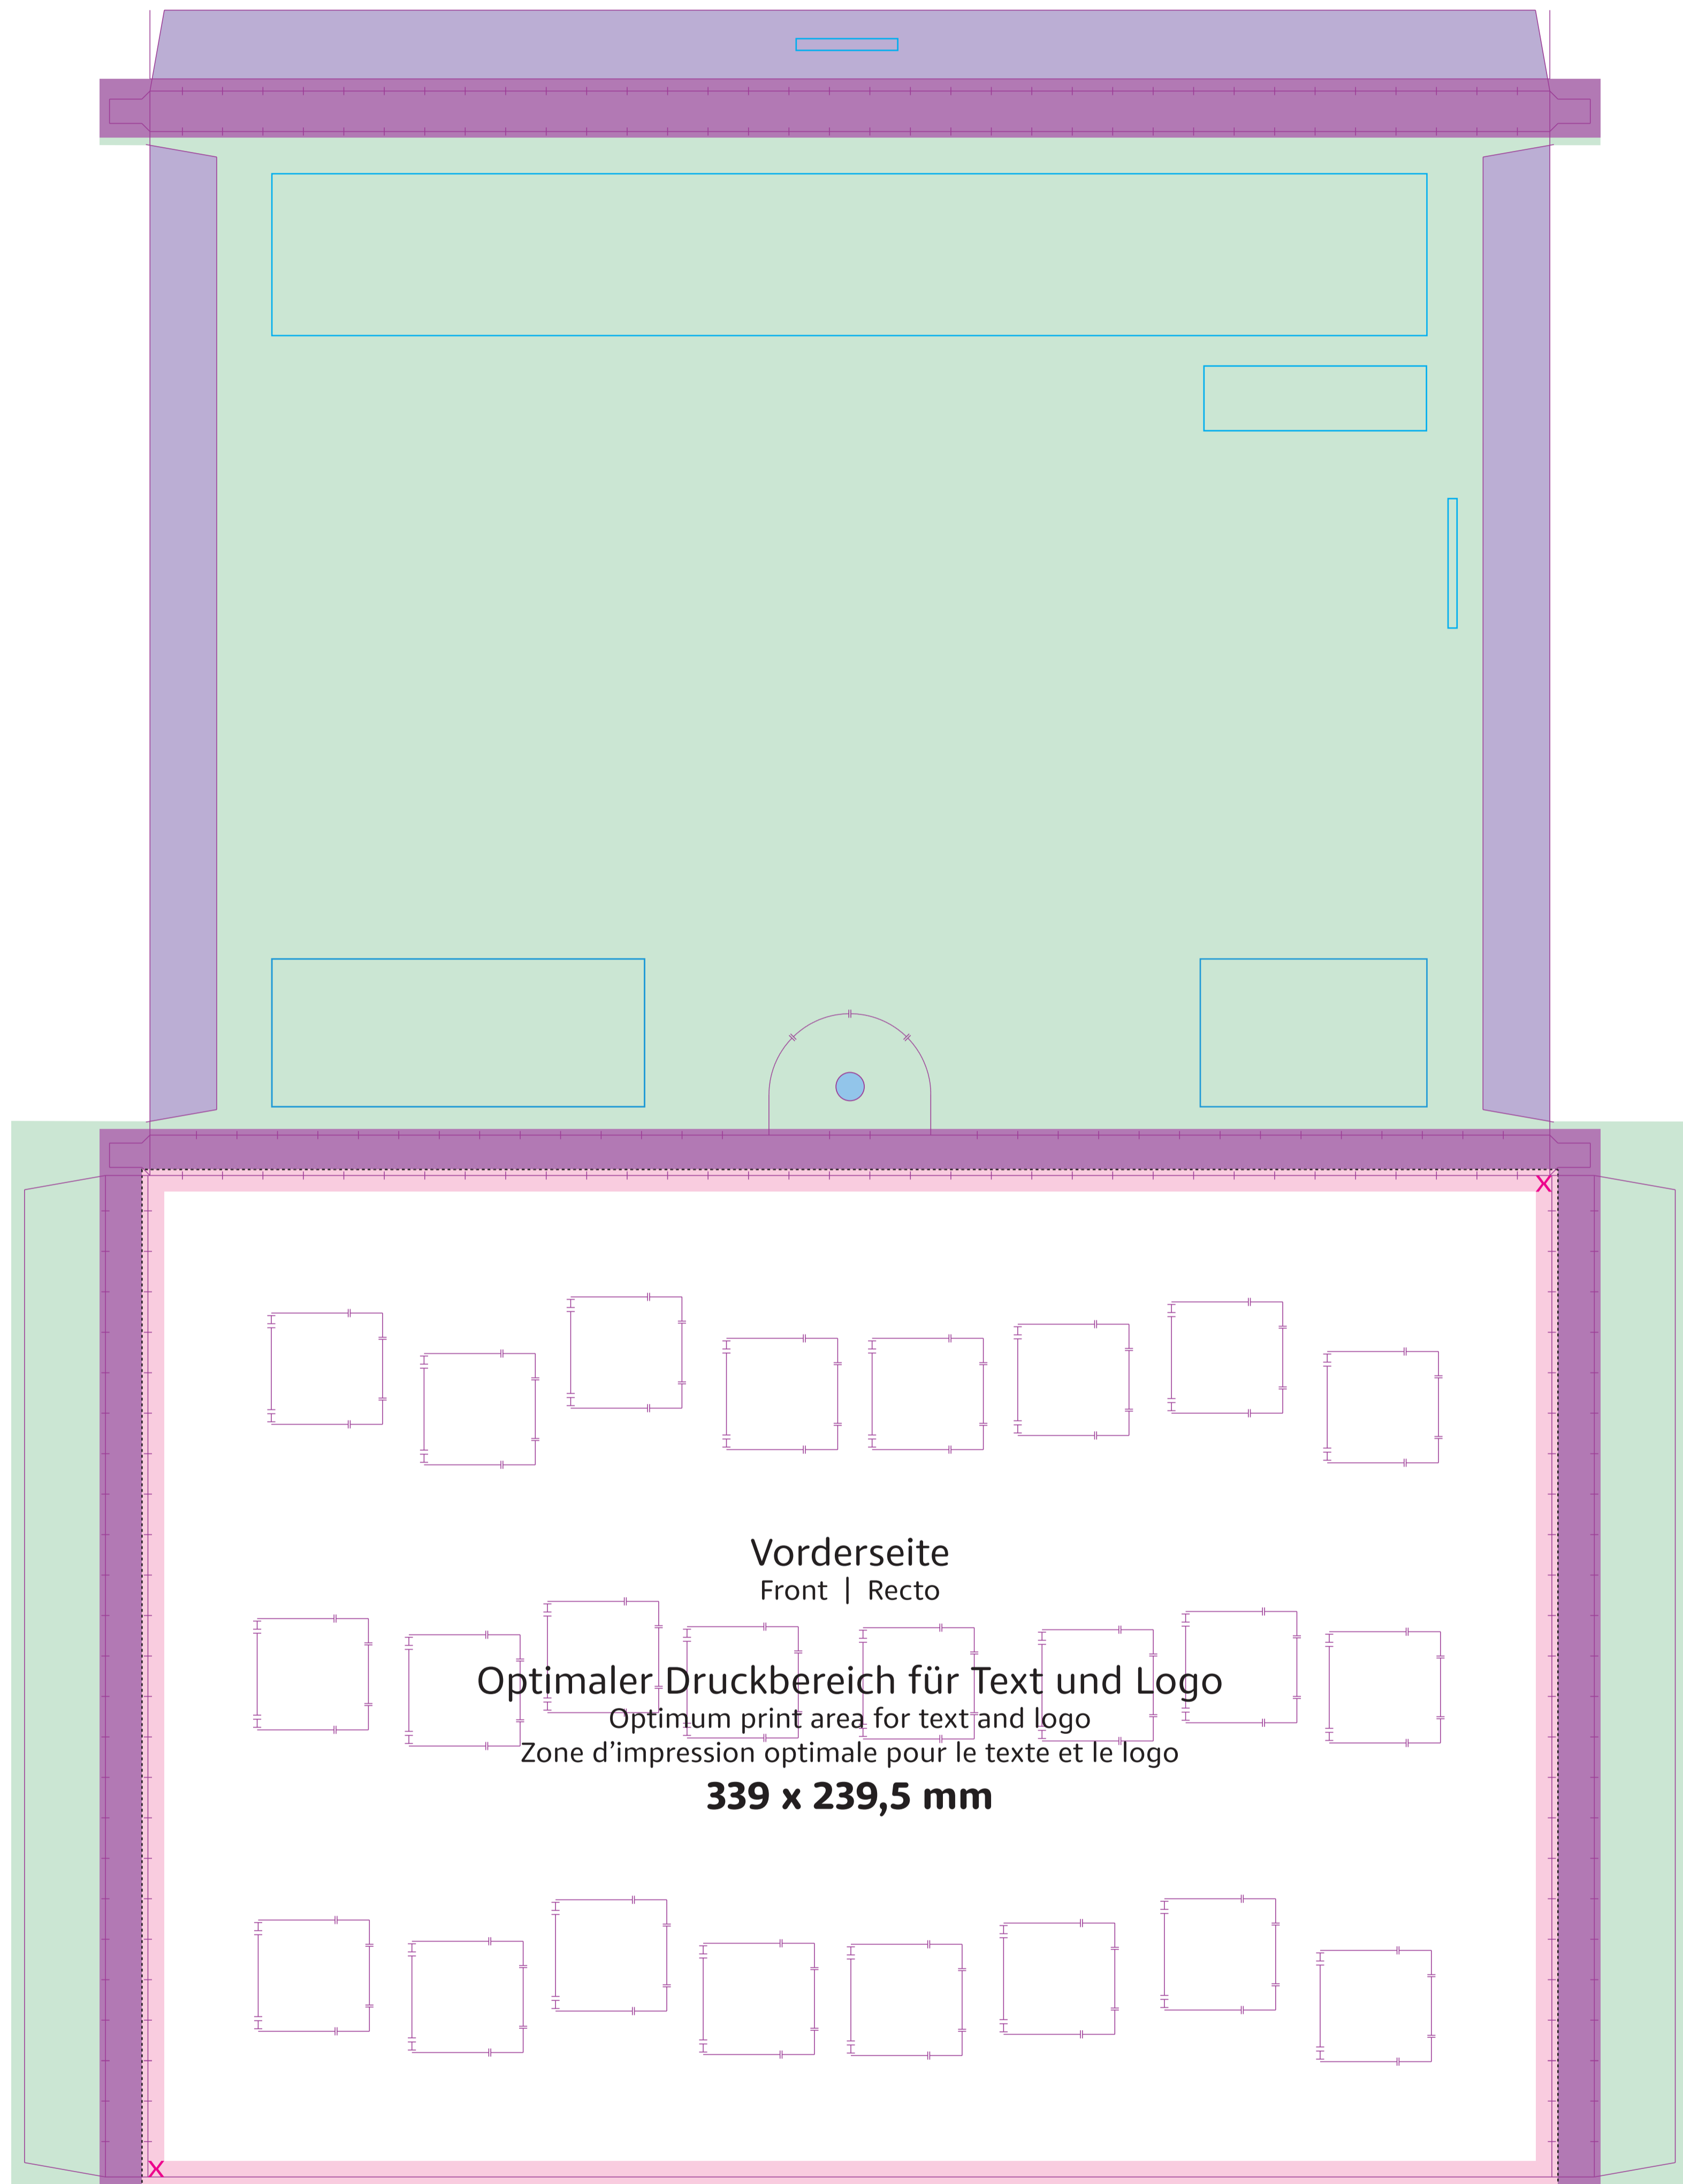 X
Vorderseite
Front | Recto
Optimaler Druckbereich für Text und Logo
Optimum print area for text and logo
Zone d’impression optimale pour le texte et le logo
339 x 239,5 mm
X